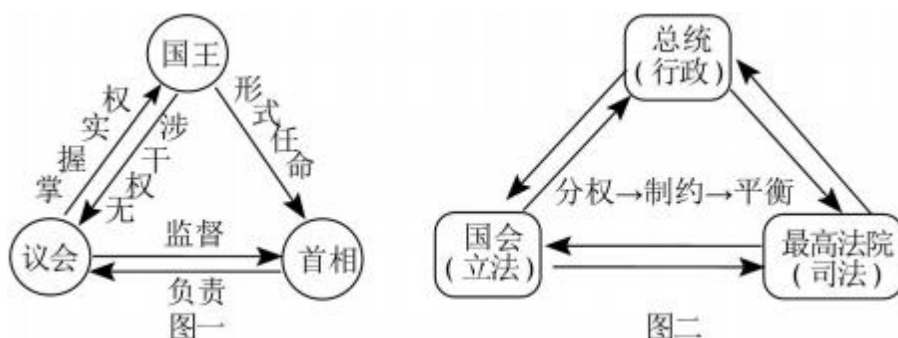 国王
掌握实权
无权干涉
形式任命
议会
监督
负责
首相
图一
总统
(行政)
分权→制约→平衡
国会
(立法)
最高法院
(司法)
图二